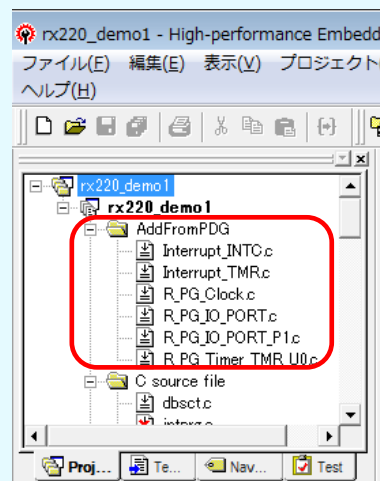 rx220_demo1 - High-performance Embedd
ファイル(F) 編集(E) 表示(V) プロジェクト
ヘルプ(H)
rx220_demo1
rx220_demo1
AddFromPDG
Interrupt_INTC.c
Interrupt_TMR.c
R_PG_Clock.c
R_PG_IO_PORT.c
R_PG_IO_PORT_P1.c
R_PG_Timer_TMR_U0.c
C source file
dbsct.c
intprg.c
Proj... Te... Nav... Test